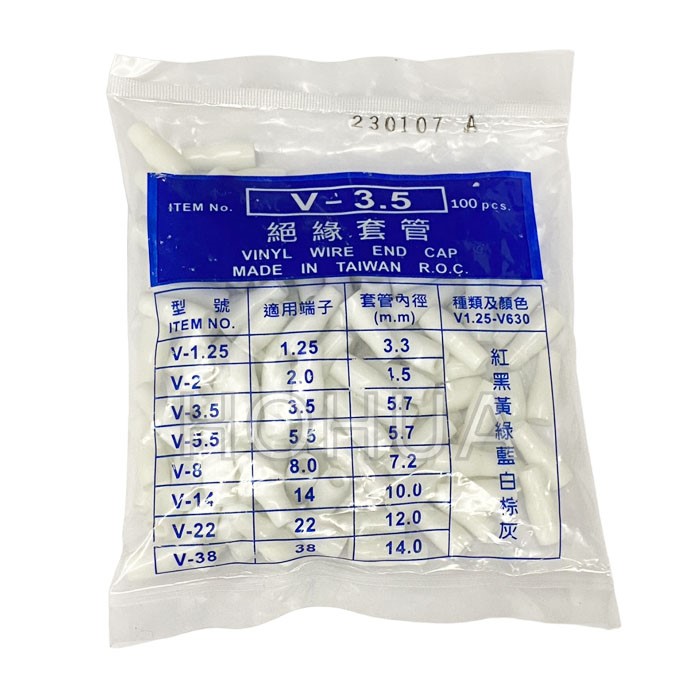 230107 A
ITEM No. V-3.5 100 pcs.
絕緣套管
VINYL WIRE END CAP
MADE IN TAIWAN R.O.C.
型號 適用端子 套管內徑 種類及顏色
ITEM NO. (m.m) V1.25-V630
V-1.25 1.25 3.3
V-2 2.0 4.5
V-3.5 3.5 5.7
V-5.5 5.5 5.7
V-8 8.0 7.2
V-14 14 10.0
V-22 22 12.0
V-38 38 14.0
紅黑黃綠藍白棕灰
HOHUA